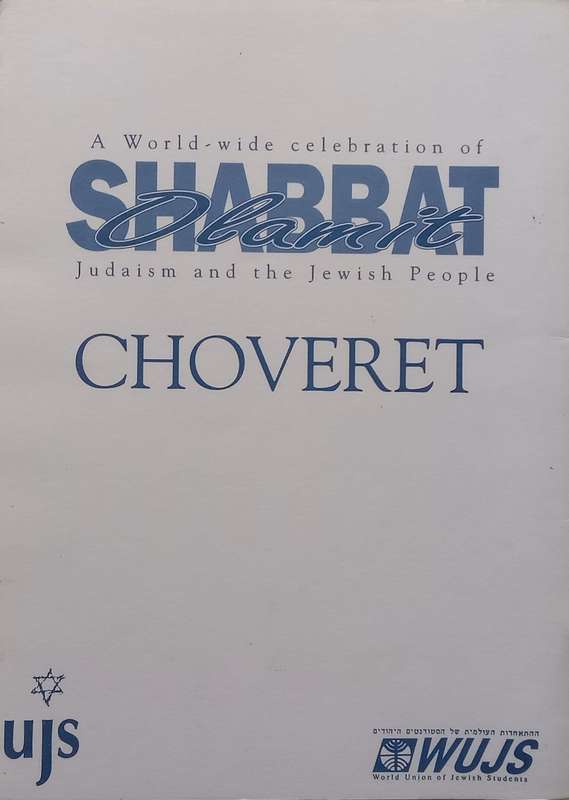 A World-wide celebration of
SHABBAT
Olamit
Judaism and the Jewish People
CHOVERET
ujs
ההתאחדות העולמית של הסטודנטים היהודים
WUJS
World Union of Jewish Students